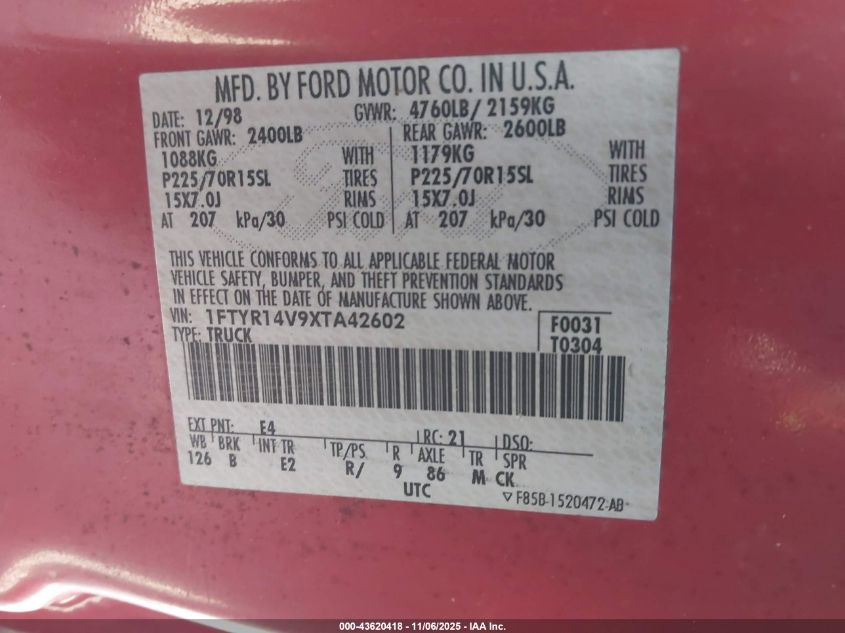 MFD. BY FORD MOTOR CO. IN U.S.A.
DATE: 12/98 GVWR: 4760LB/ 2159KG
FRONT GAWR: 2400LB REAR GAWR: 2600LB
1088KG WITH 1179KG WITH
P225/70R15SL TIRES P225/70R15SL TIRES
15X7.0J RIMS 15X7.0J RIMS
AT 207 kPa/30 PSI COLD AT 207 kPa/30 PSI COLD
THIS VEHICLE CONFORMS TO ALL APPLICABLE FEDERAL MOTOR
VEHICLE SAFETY, BUMPER, AND THEFT PREVENTION STANDARDS
IN EFFECT ON THE DATE OF MANUFACTURE SHOWN ABOVE.
VIN: 1FTYR14V9XTA42602 F0031
TYPE: TRUCK T0304
EXT PNT: E4 RC: 21 DSO:
WB BRK INT TR TP/PS R AXLE TR SPR
126 B E2 R/ 9 86 M CK
UTC ▽ F85B-1520472-AB
000-43620418 - 11/06/2025 - IAA Inc.